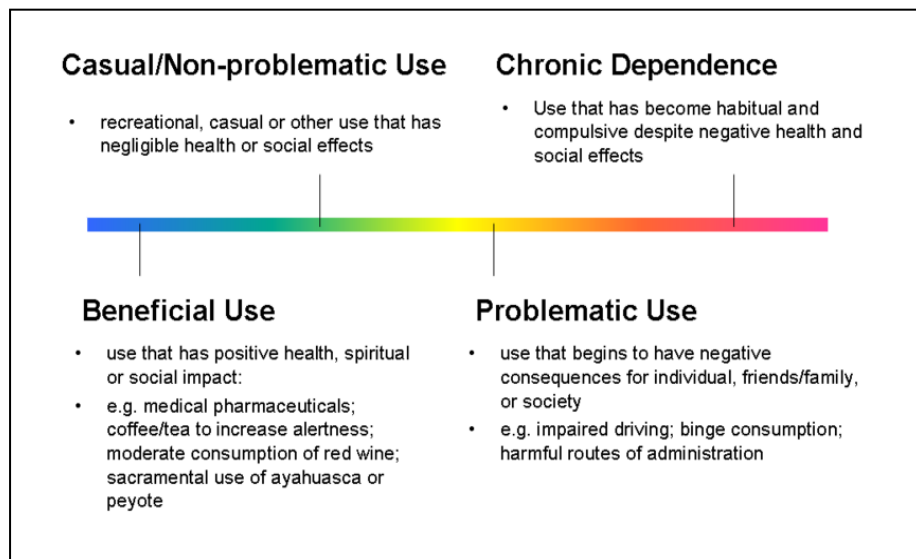 Casual/Non-problematic Use
• recreational, casual or other use that has
negligible health or social effects
Chronic Dependence
• Use that has become habitual and
compulsive despite negative health and
social effects
Beneficial Use
• use that has positive health, spiritual
or social impact:
• e.g. medical pharmaceuticals;
coffee/tea to increase alertness;
moderate consumption of red wine;
sacramental use of ayahuasca or
peyote
Problematic Use
• use that begins to have negative
consequences for individual, friends/family,
or society
• e.g. impaired driving; binge consumption;
harmful routes of administration